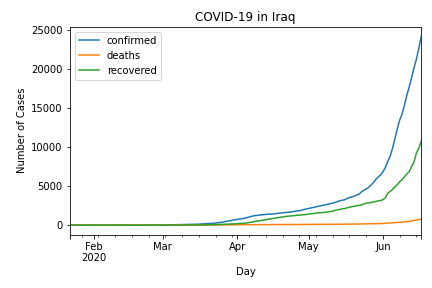 COVID-19 in Iraq
confirmed
deaths
recovered
25000
20000
15000
10000
5000
0
Number of Cases
Feb
2020
Mar
Apr
May
Jun
Day